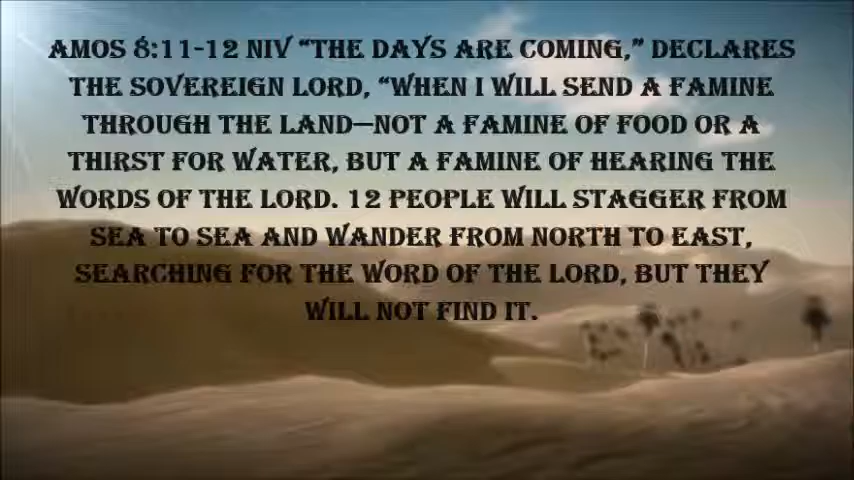 AMOS 8:11-12 NIV “THE DAYS ARE COMING,” DECLARES
THE SOVEREIGN LORD, “WHEN I WILL SEND A FAMINE
THROUGH THE LAND—NOT A FAMINE OF FOOD OR A
THIRST FOR WATER, BUT A FAMINE OF HEARING THE
WORDS OF THE LORD. 12 PEOPLE WILL STAGGER FROM
SEA TO SEA AND WANDER FROM NORTH TO EAST,
SEARCHING FOR THE WORD OF THE LORD, BUT THEY
WILL NOT FIND IT.